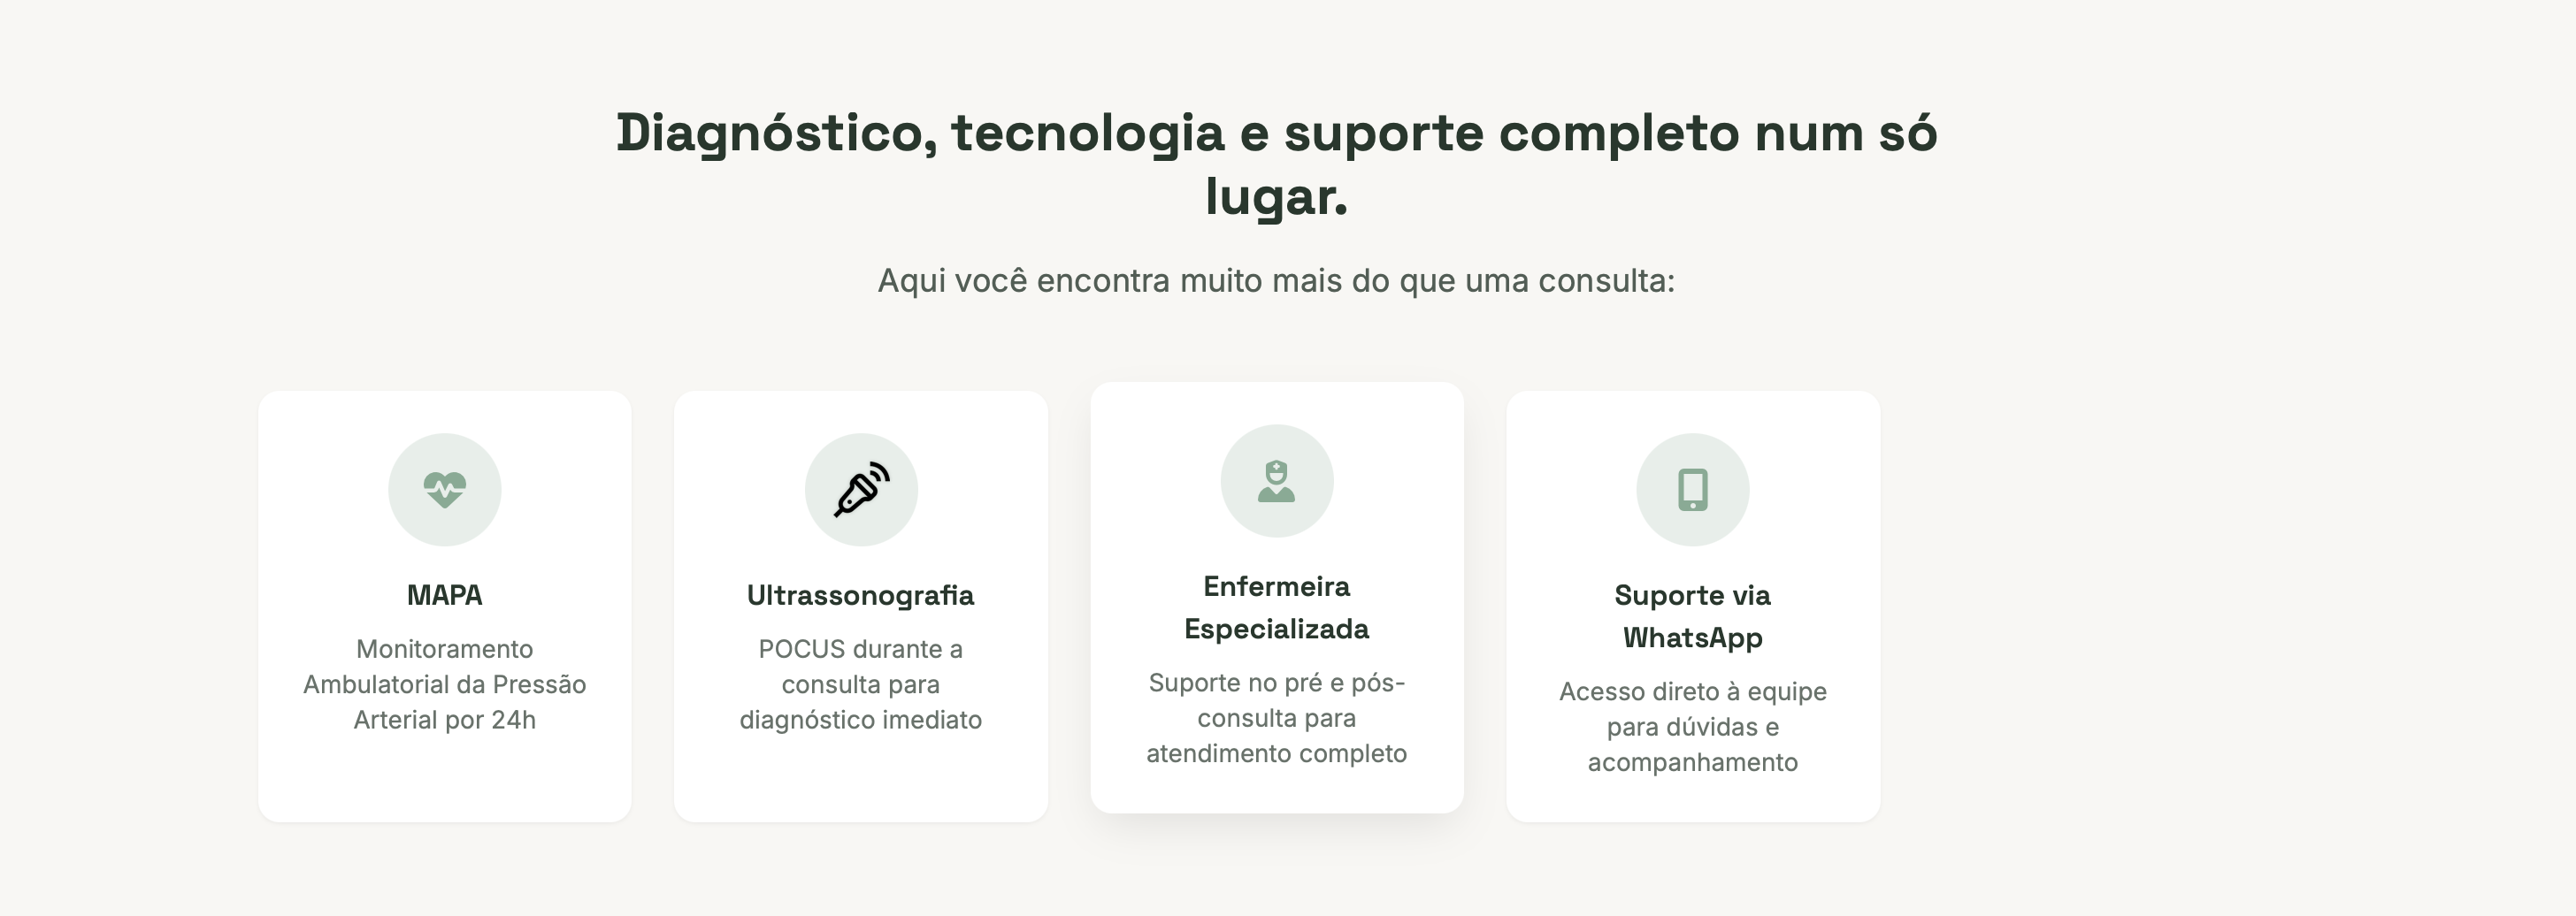 Diagnóstico, tecnologia e suporte completo num só
lugar.
Aqui você encontra muito mais do que uma consulta:
MAPA
Monitoramento
Ambulatorial da Pressão
Arterial por 24h
Ultrassonografia
POCUS durante a
consulta para
diagnóstico imediato
Enfermeira
Especializada
Suporte no pré e pós-
consulta para
atendimento completo
Suporte via
WhatsApp
Acesso direto à equipe
para dúvidas e
acompanhamento